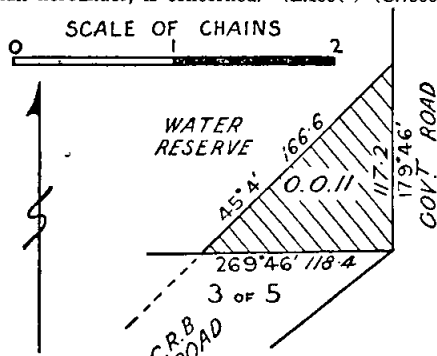 SCALE OF CHAINS
0 1 2
WATER
RESERVE
166.6
45°4'
0.0.11
117.2
179°46'
GOVT ROAD
269°46' 118.4
3 OF 5
C.R.B
ROAD